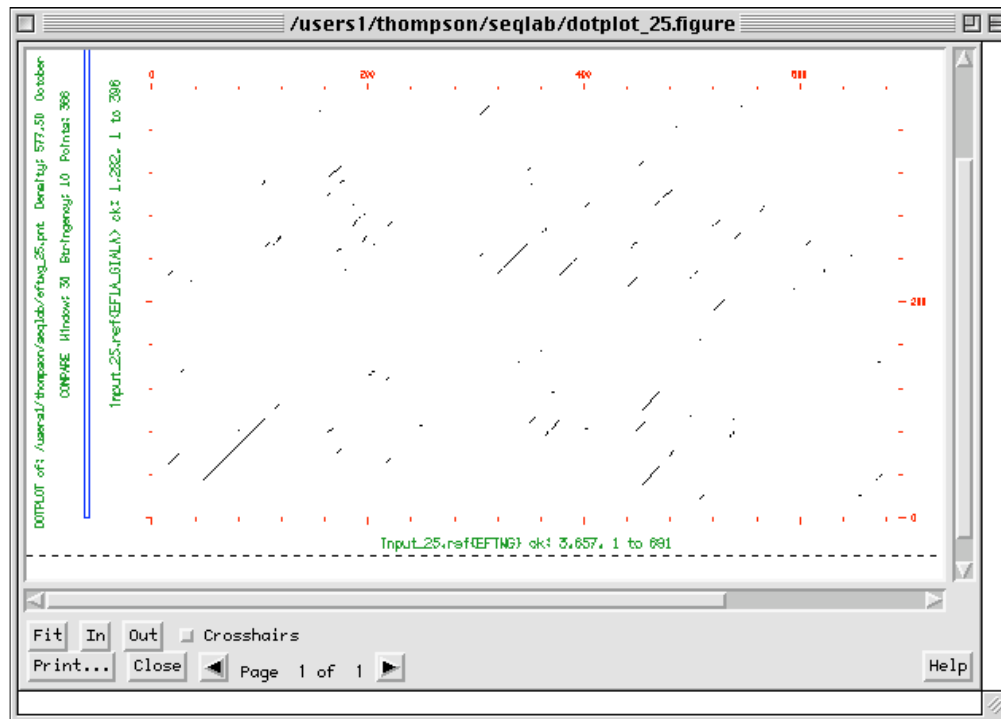 /users1/thompson/seqlab/dotplot_25.figure
DOTPLOT of: /users1/thompson/seqlab/eftwg_25.pnt Density: 577.50 October
COMPARE Window: 30 Stringency: 10 Points: 366
Input_25.ref{EF1A_GIALA} ck: 1,282, 1 to 396
0 200 400 600
200
0
Input_25.ref{EFTWG} ck: 3,657, 1 to 691
Fit In Out Crosshairs
Print... Close Page 1 of 1 Help